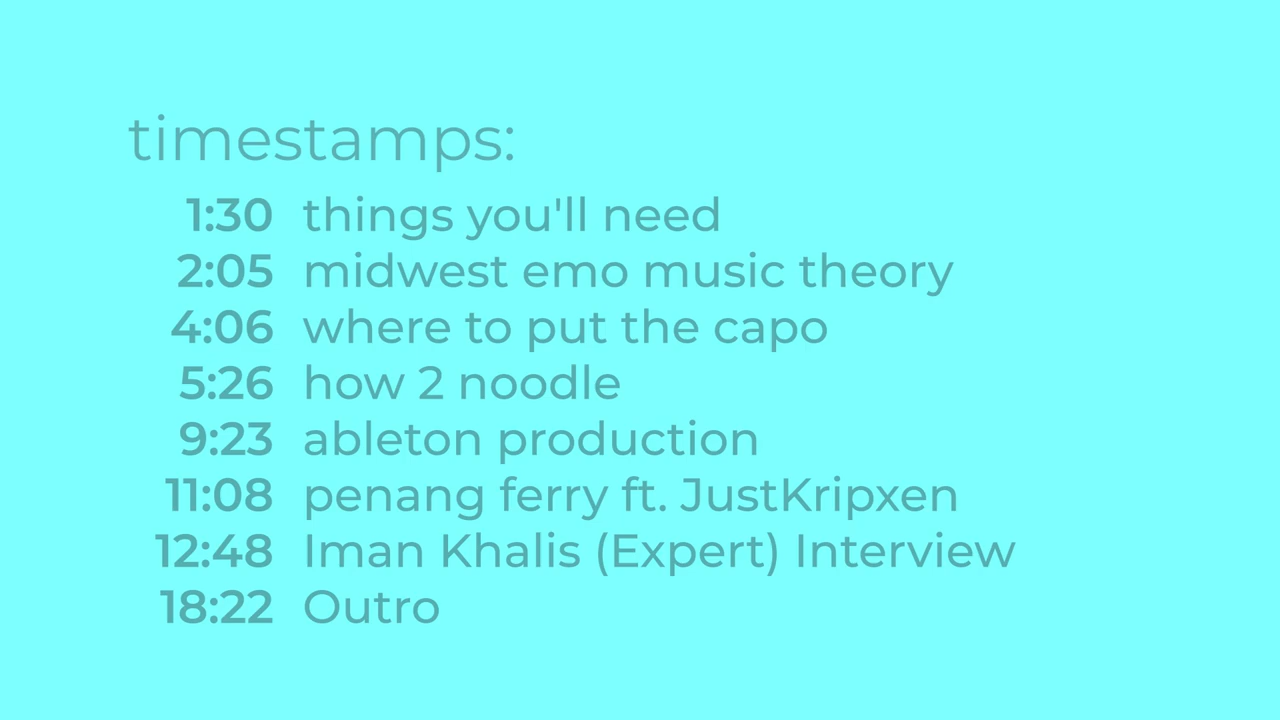 timestamps:
1:30 things you'll need
2:05 midwest emo music theory
4:06 where to put the capo
5:26 how 2 noodle
9:23 ableton production
11:08 penang ferry ft. JustKripxen
12:48 Iman Khalis (Expert) Interview
18:22 Outro